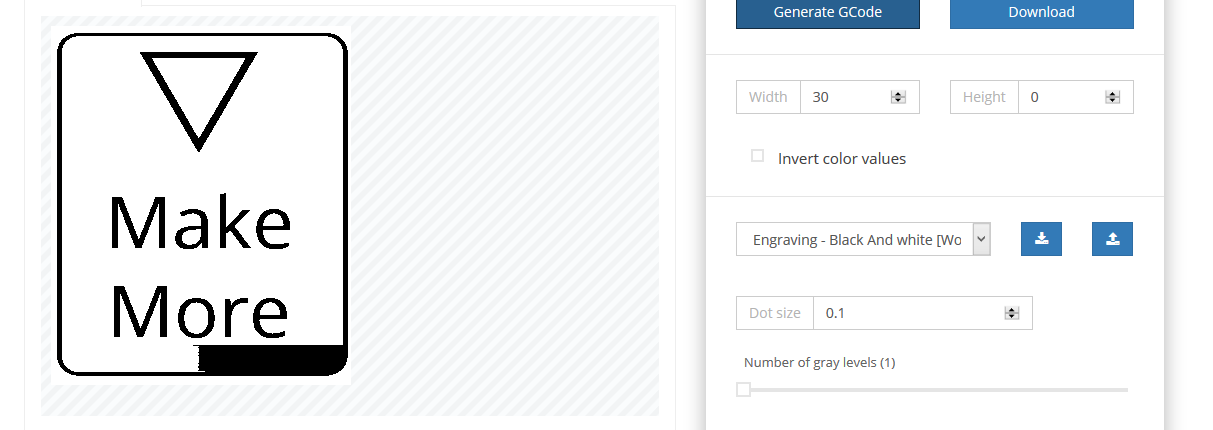 Make
More
Generate GCode
Download
Width 30
Height 0
Invert color values
Engraving - Black And white [Wo
Dot size 0.1
Number of gray levels (1)